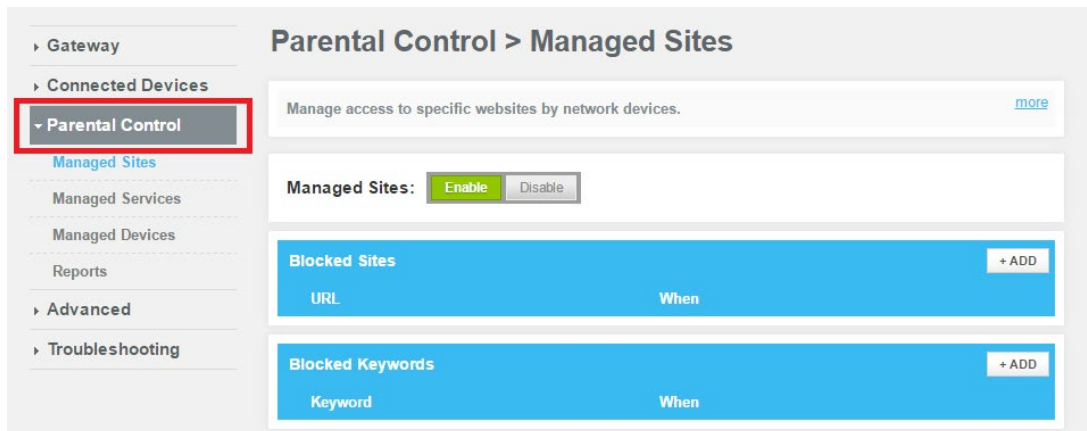 Gateway
Connected Devices
Parental Control
Managed Sites
Managed Services
Managed Devices
Reports
Advanced
Troubleshooting
Parental Control > Managed Sites
Manage access to specific websites by network devices. more
Managed Sites: Enable Disable
Blocked Sites + ADD
URL When
Blocked Keywords + ADD
Keyword When